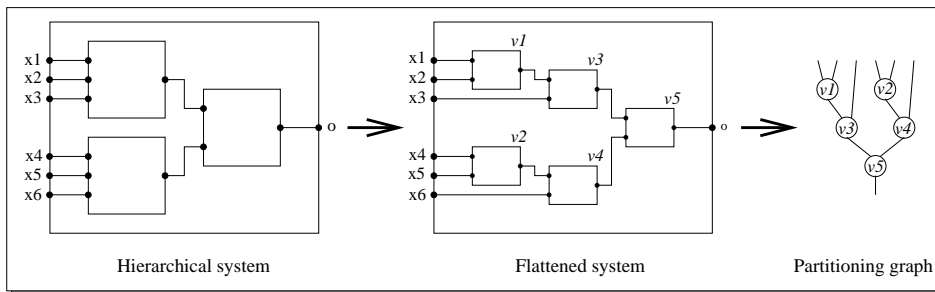 x1
x2
x3
x4
x5
x6
o
Hierarchical system
x1
x2
x3
x4
x5
x6
v1
v2
v3
v4
v5
o
Flattened system
v1
v2
v3
v4
v5
Partitioning graph